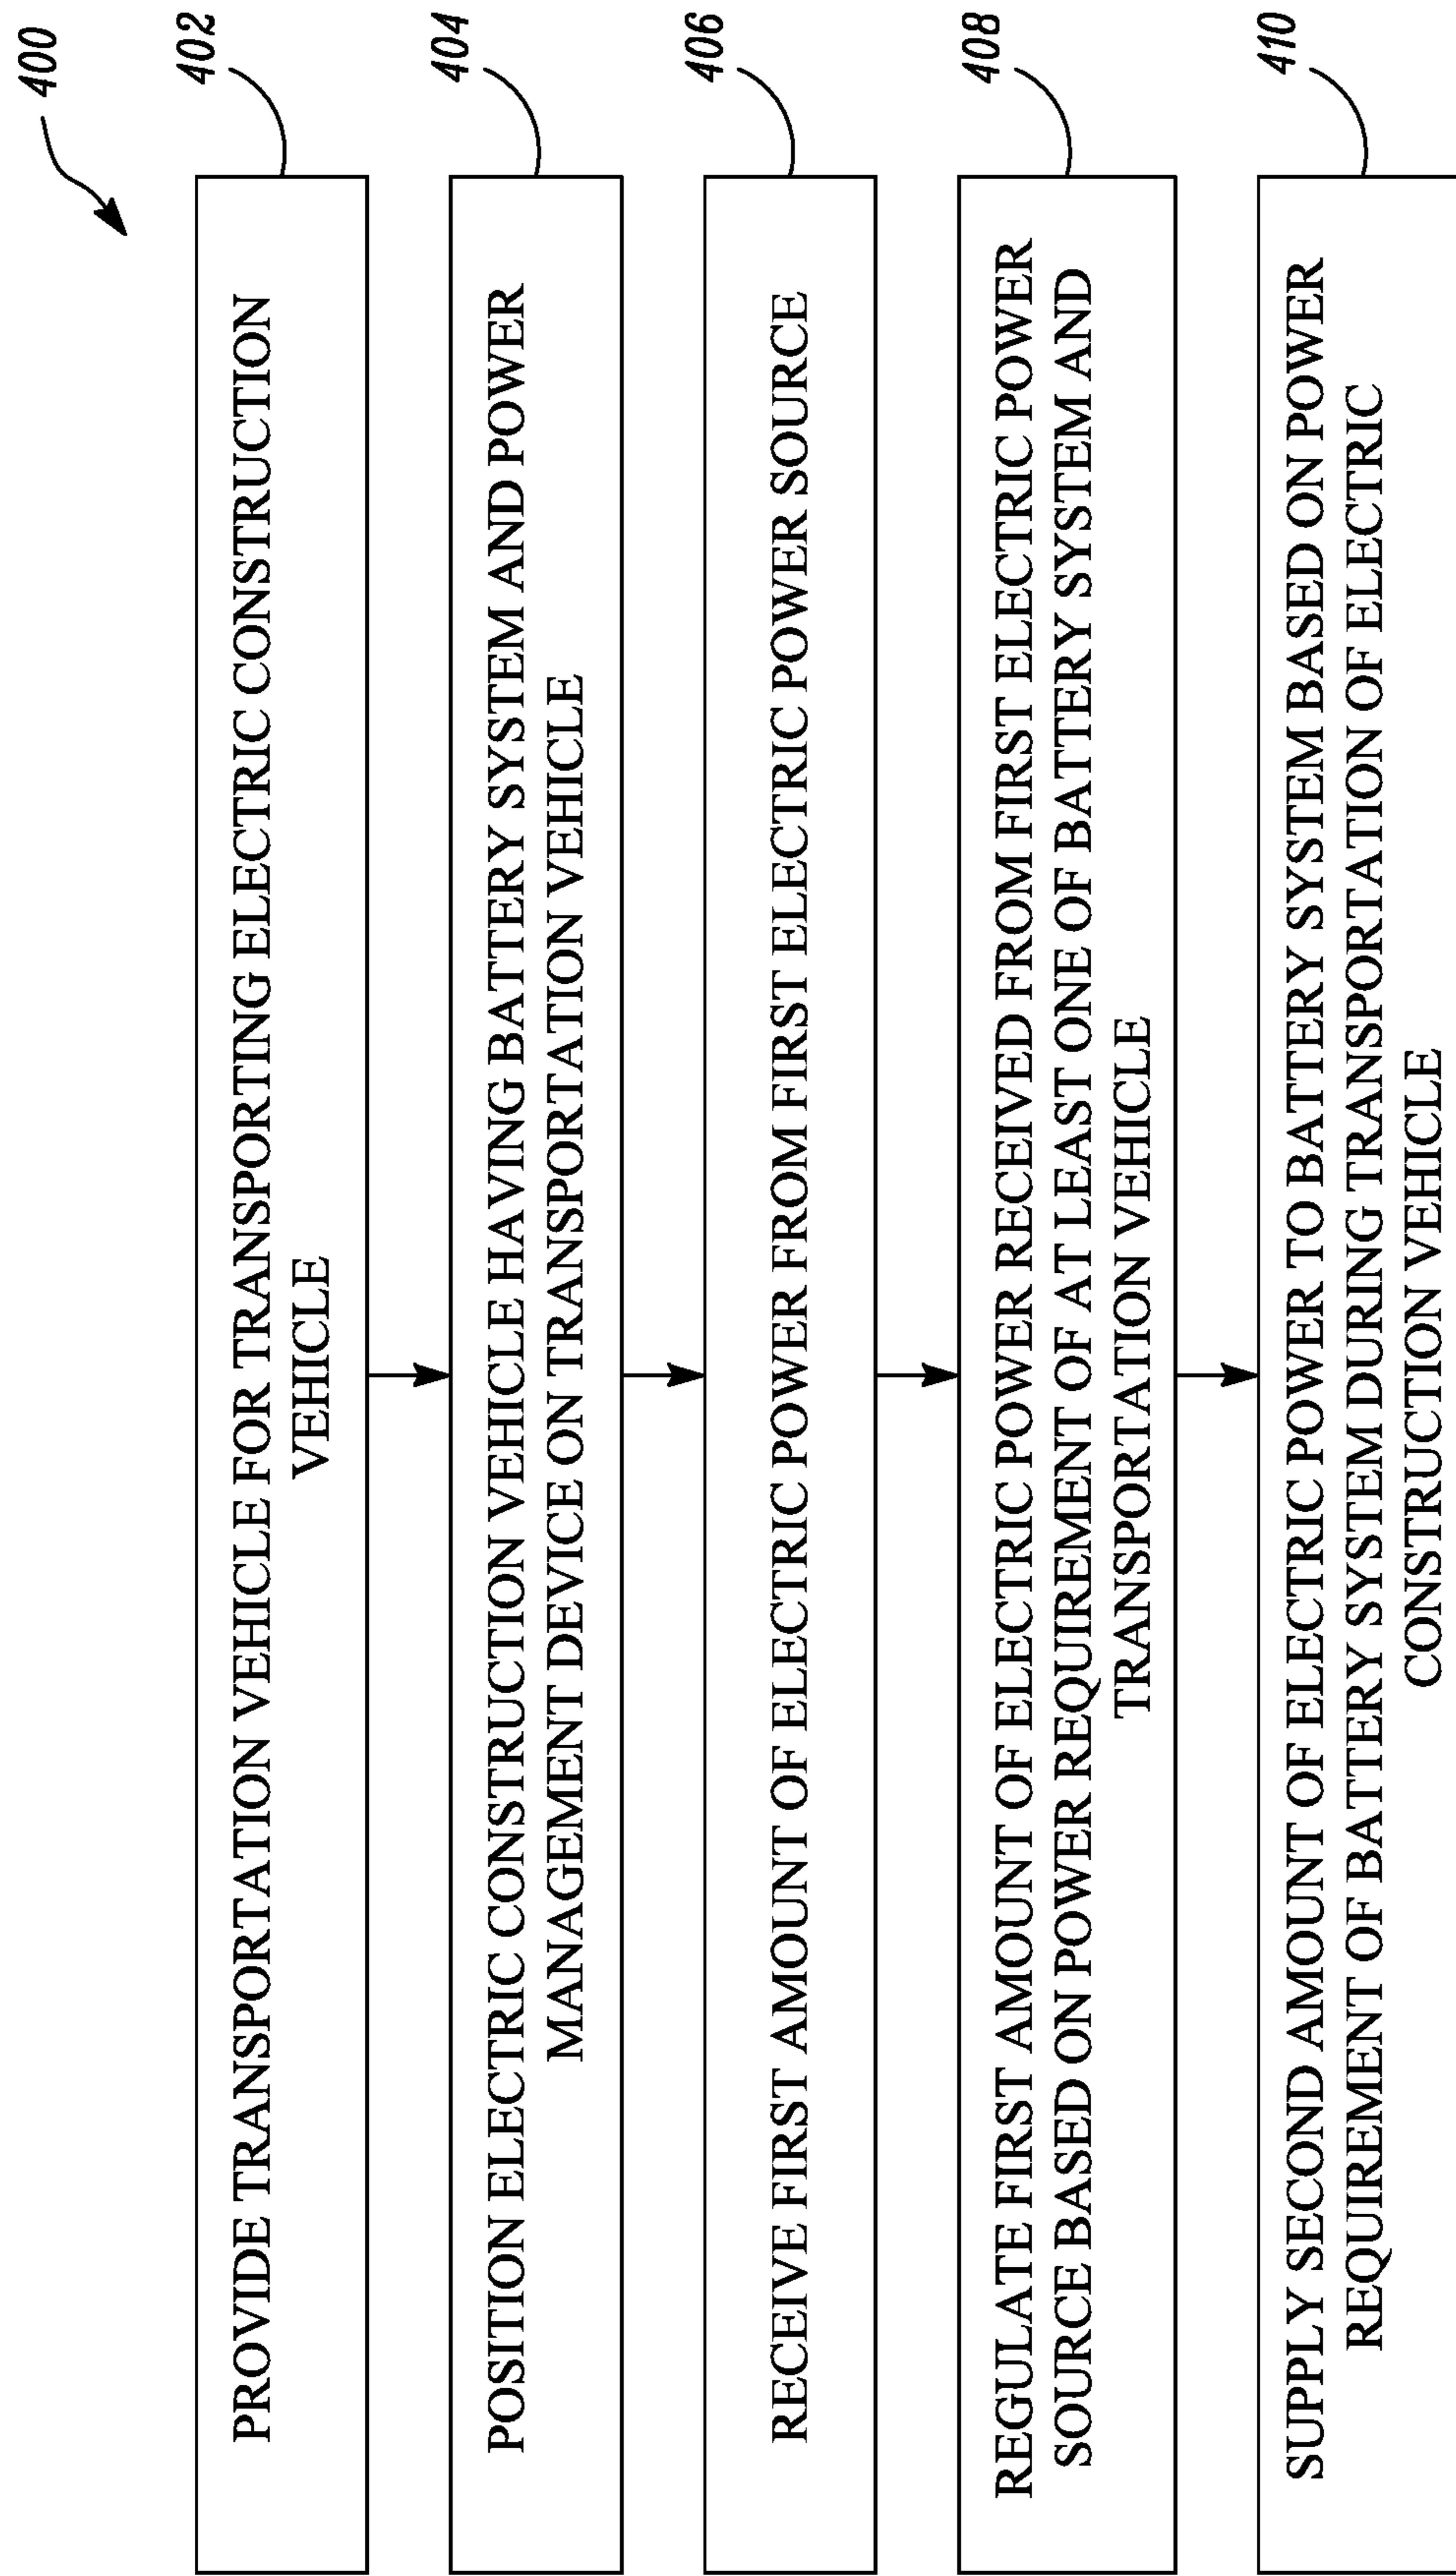 400
402
PROVIDE TRANSPORTATION VEHICLE FOR TRANSPORTING ELECTRIC CONSTRUCTION
VEHICLE
404
POSITION ELECTRIC CONSTRUCTION VEHICLE HAVING BATTERY SYSTEM AND POWER
MANAGEMENT DEVICE ON TRANSPORTATION VEHICLE
406
RECEIVE FIRST AMOUNT OF ELECTRIC POWER FROM FIRST ELECTRIC POWER SOURCE
408
REGULATE FIRST AMOUNT OF ELECTRIC POWER RECEIVED FROM FIRST ELECTRIC POWER
SOURCE BASED ON POWER REQUIREMENT OF AT LEAST ONE OF BATTERY SYSTEM AND
TRANSPORTATION VEHICLE
410
SUPPLY SECOND AMOUNT OF ELECTRIC POWER TO BATTERY SYSTEM BASED ON POWER
REQUIREMENT OF BATTERY SYSTEM DURING TRANSPORTATION OF ELECTRIC
CONSTRUCTION VEHICLE